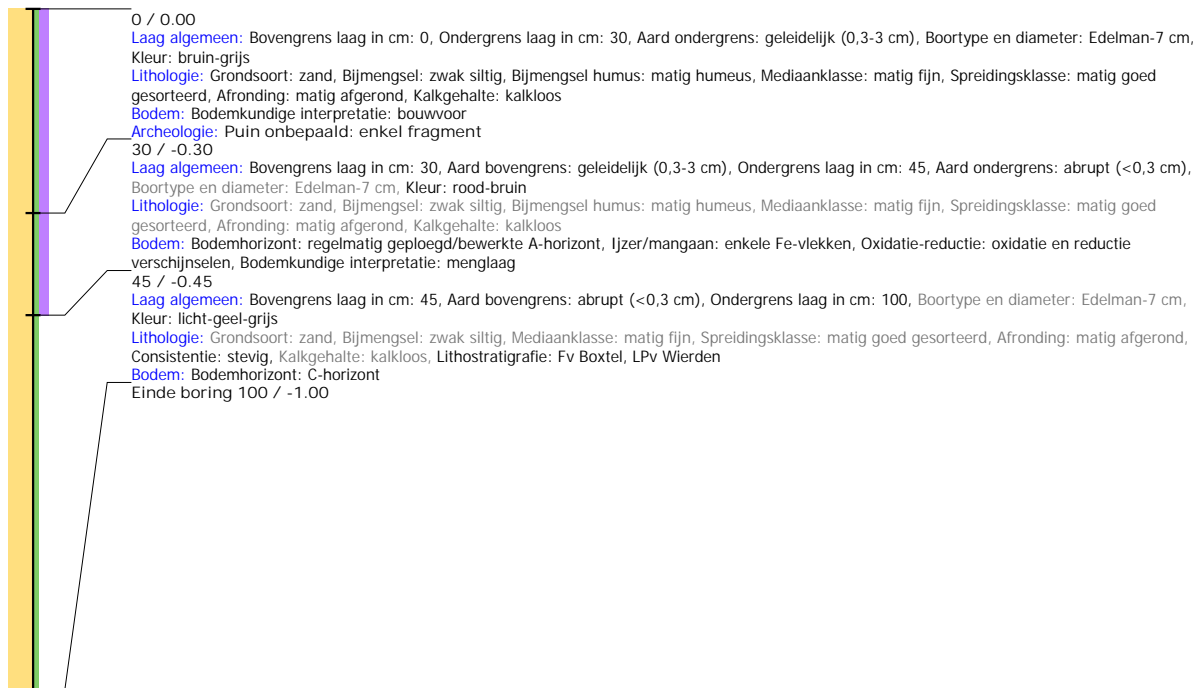 0 / 0.00
Laag algemeen: Bovengrens laag in cm: 0, Ondergrens laag in cm: 30, Aard ondergrens: geleidelijk (0,3-3 cm), Boortype en diameter: Edelman-7 cm,
Kleur: bruin-grijs
Lithologie: Grondsoort: zand, Bijmengsel: zwak siltig, Bijmengsel humus: matig humeus, Mediaanklasse: matig fijn, Spreidingsklasse: matig goed
gesorteerd, Afronding: matig afgerond, Kalkgehalte: kalkloos
Bodem: Bodemkundige interpretatie: bouwvoor
Archeologie: Puin onbepaald: enkel fragment
30 / -0.30
Laag algemeen: Bovengrens laag in cm: 30, Aard bovengrens: geleidelijk (0,3-3 cm), Ondergrens laag in cm: 45, Aard ondergrens: abrupt (<0,3 cm),
Boortype en diameter: Edelman-7 cm, Kleur: rood-bruin
Lithologie: Grondsoort: zand, Bijmengsel: zwak siltig, Bijmengsel humus: matig humeus, Mediaanklasse: matig fijn, Spreidingsklasse: matig goed
gesorteerd, Afronding: matig afgerond, Kalkgehalte: kalkloos
Bodem: Bodemhorizont: regelmatig geploegd/bewerkte A-horizont, Ijzer/mangaan: enkele Fe-vlekken, Oxidatie-reductie: oxidatie en reductie
verschijnselen, Bodemkundige interpretatie: menglaag
45 / -0.45
Laag algemeen: Bovengrens laag in cm: 45, Aard bovengrens: abrupt (<0,3 cm), Ondergrens laag in cm: 100, Boortype en diameter: Edelman-7 cm,
Kleur: licht-geel-grijs
Lithologie: Grondsoort: zand, Bijmengsel: zwak siltig, Mediaanklasse: matig fijn, Spreidingsklasse: matig goed gesorteerd, Afronding: matig afgerond,
Consistentie: stevig, Kalkgehalte: kalkloos, Lithostratigrafie: Fv Boxtel, LPv Wierden
Bodem: Bodemhorizont: C-horizont
Einde boring 100 / -1.00